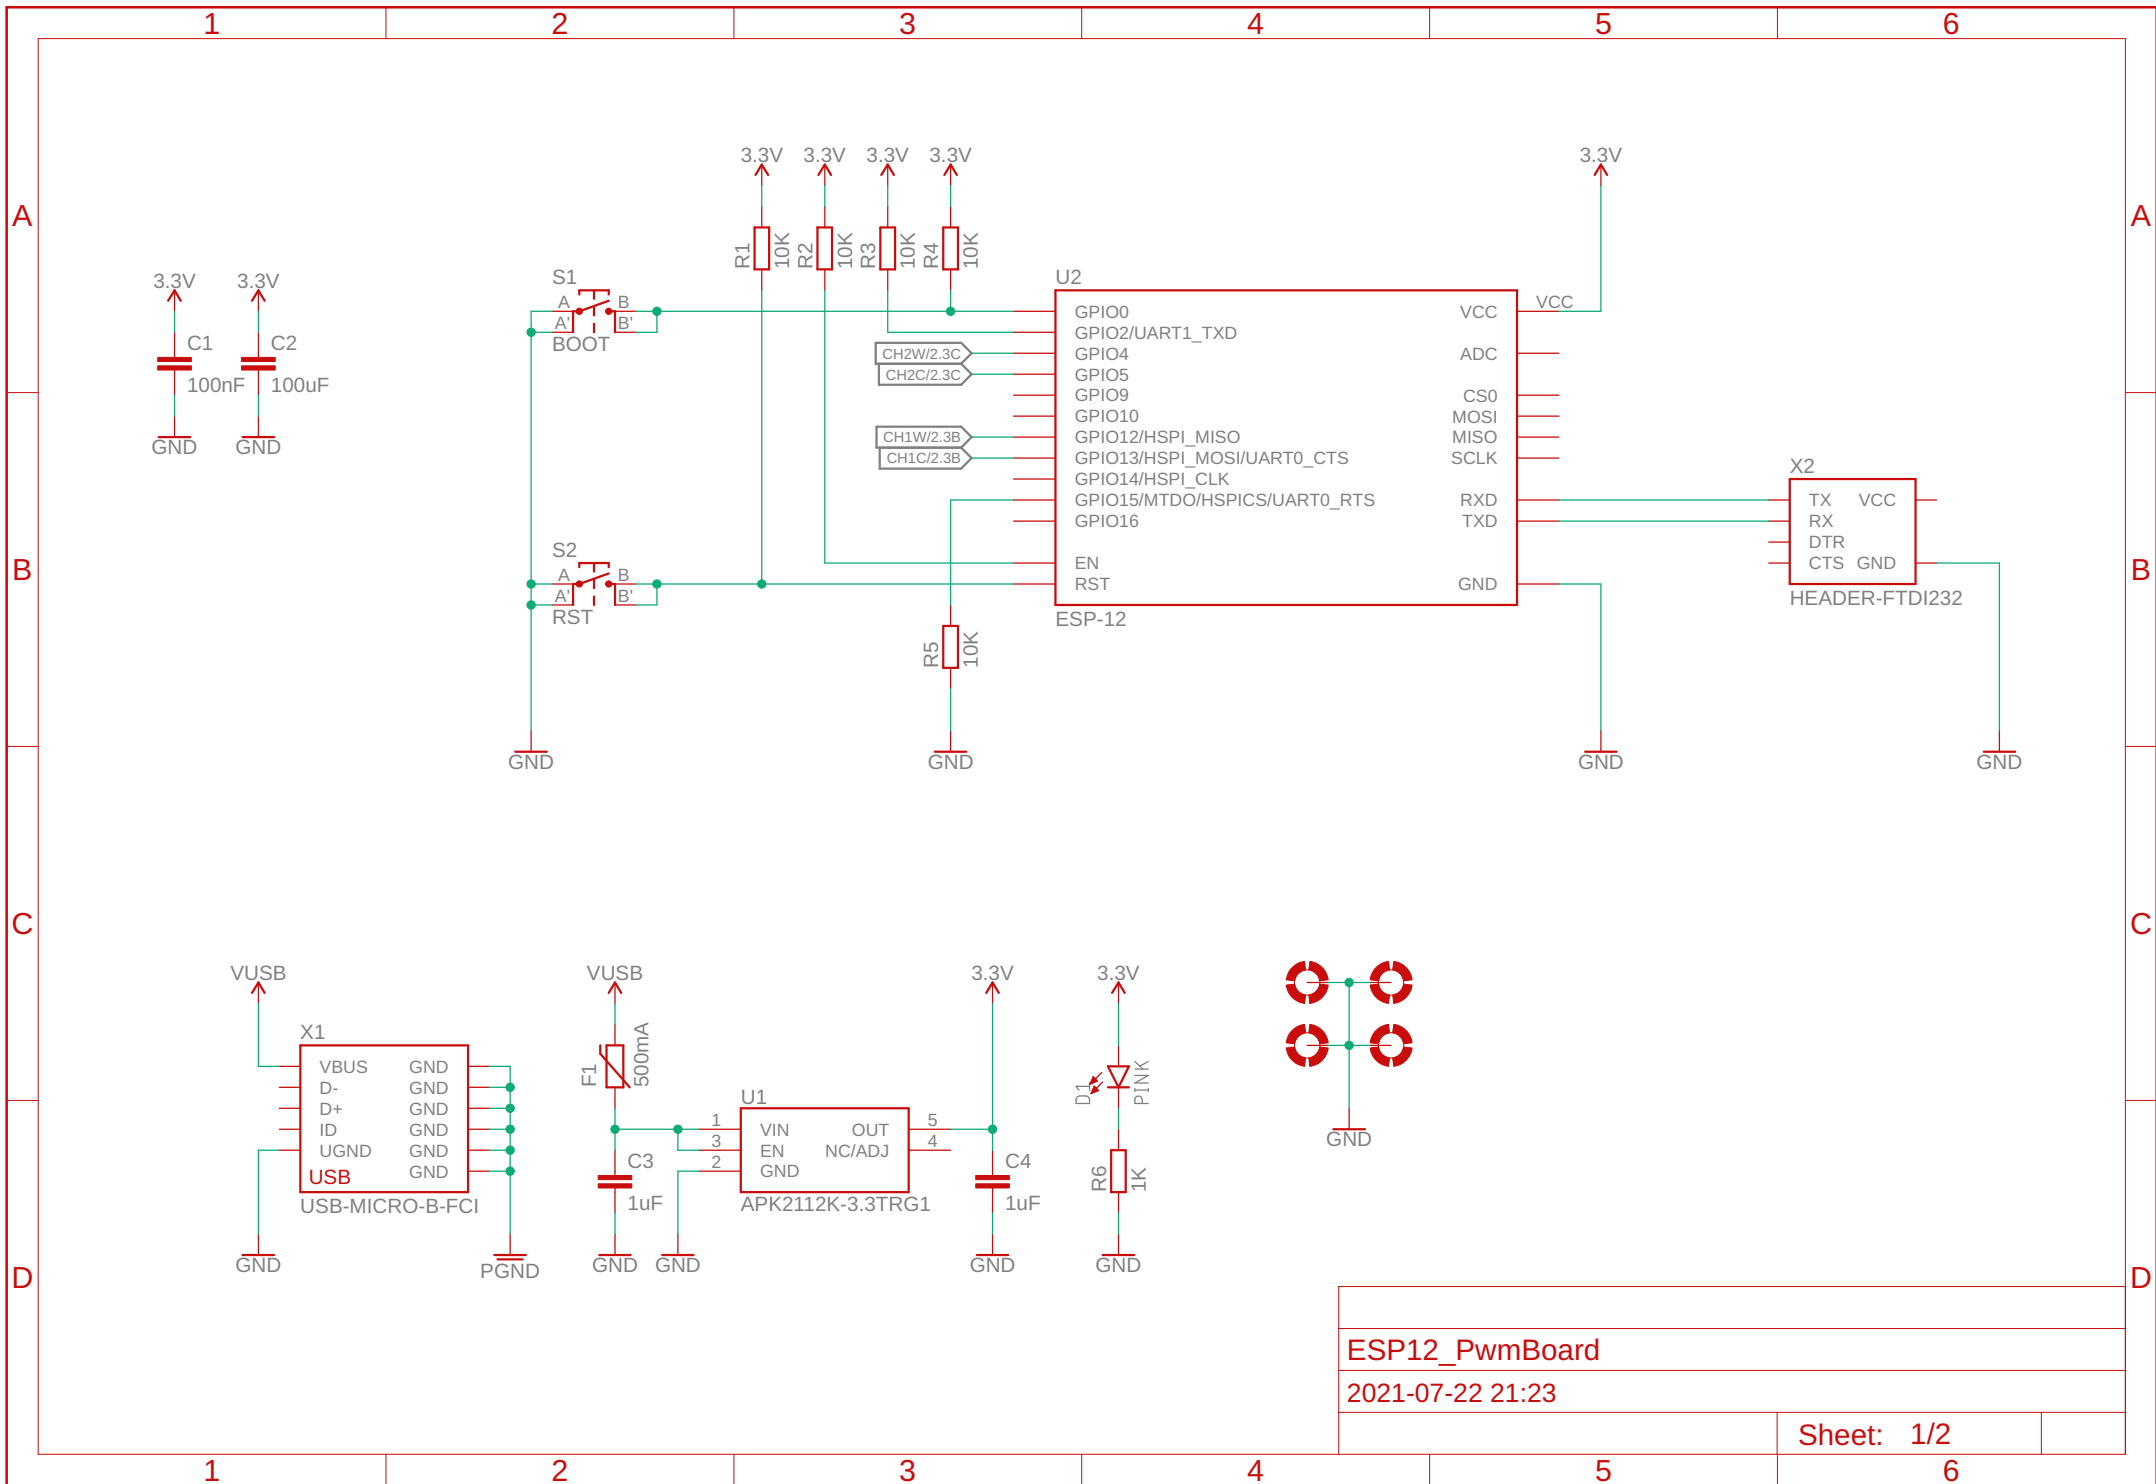 1 2 3 4 5 6
A A
B B
C C
D D
3.3V 3.3V 3.3V 3.3V 3.3V
R1 10K R2 10K R3 10K R4 10K
3.3V 3.3V
C1 C2
100nF 100uF
GND GND
S1
A B
A' B'
BOOT
S2
A B
A' B'
RST
GND
U2
GPIO0 VCC VCC
GPIO2/UART1_TXD
CH2W/2.3C GPIO4 ADC
CH2C/2.3C GPIO5
GPIO9 CS0
GPIO10 MOSI
CH1W/2.3B GPIO12/HSPI_MISO MISO
CH1C/2.3B GPIO13/HSPI_MOSI/UART0_CTS SCLK
GPIO14/HSPI_CLK
GPIO15/MTDO/HSPICS/UART0_RTS RXD
GPIO16 TXD
EN
RST GND
ESP-12
R5 10K
GND
GND
X2
TX VCC
RX
DTR
CTS GND
HEADER-FTDI232
GND
VUSB
X1
VBUS GND
D- GND
D+ GND
ID GND
UGND GND
USB GND
USB-MICRO-B-FCI
GND PGND
VUSB
F1 500mA
C3
1uF
GND GND
U1
1 VIN OUT 5
3 EN NC/ADJ 4
2 GND
APK2112K-3.3TRG1
3.3V
C4
1uF
GND
3.3V
D1 PINK
R6 1K
GND
GND
ESP12_PwmBoard
2021-07-22 21:23
Sheet: 1/2
1 2 3 4 5 6